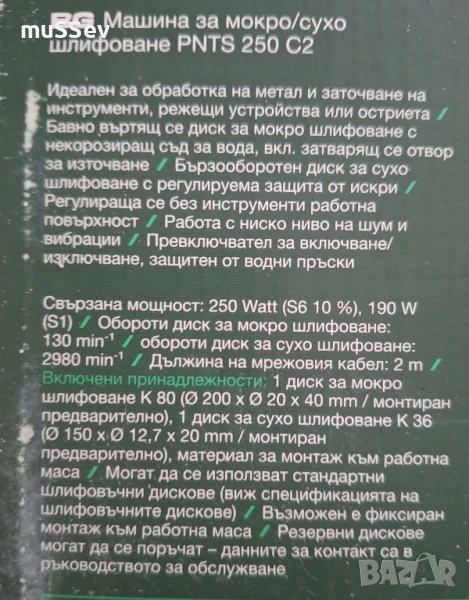 muSSev
BG Машина за мокро/сухо
шлифоване PNTS 250 C2
Идеален за обработка на метал и заточване на
инструменти, режещи устройства или остриета /
Бавно въртящ се диск за мокро шлифоване с
некорозиращ съд за вода, вкл. затварящ се отвор
за източване / Бързооборотен диск за сухо
шлифоване с регулируема защита от искри /
Регулираща се без инструменти работна
повърхност / Работа с ниско ниво на шум и
вибрации / Превключвател за включване/
изключване, защитен от водни пръски
Свързана мощност: 250 Watt (S6 10 %), 190 W
(S1) / Обороти диск за мокро шлифоване:
130 min⁻¹ / обороти диск за сухо шлифоване:
2980 min⁻¹ / Дължина на мрежовия кабел: 2 m /
Включени принадлежности: 1 диск за мокро
шлифоване K 80 (Ø 200 x Ø 20 x 40 mm / монтиран
предварително), 1 диск за сухо шлифоване K 36
(Ø 150 x Ø 12,7 x 20 mm / монтиран
предварително), материал за монтаж към работна
маса / Могат да се използват стандартни
шлифовъчни дискове (виж спецификацията на
шлифовъчните дискове) / Възможен е фиксиран
монтаж към работна маса / Резервни дискове
могат да се поръчат – данните за контакт са в
ръководството за обслужване
BAZAR